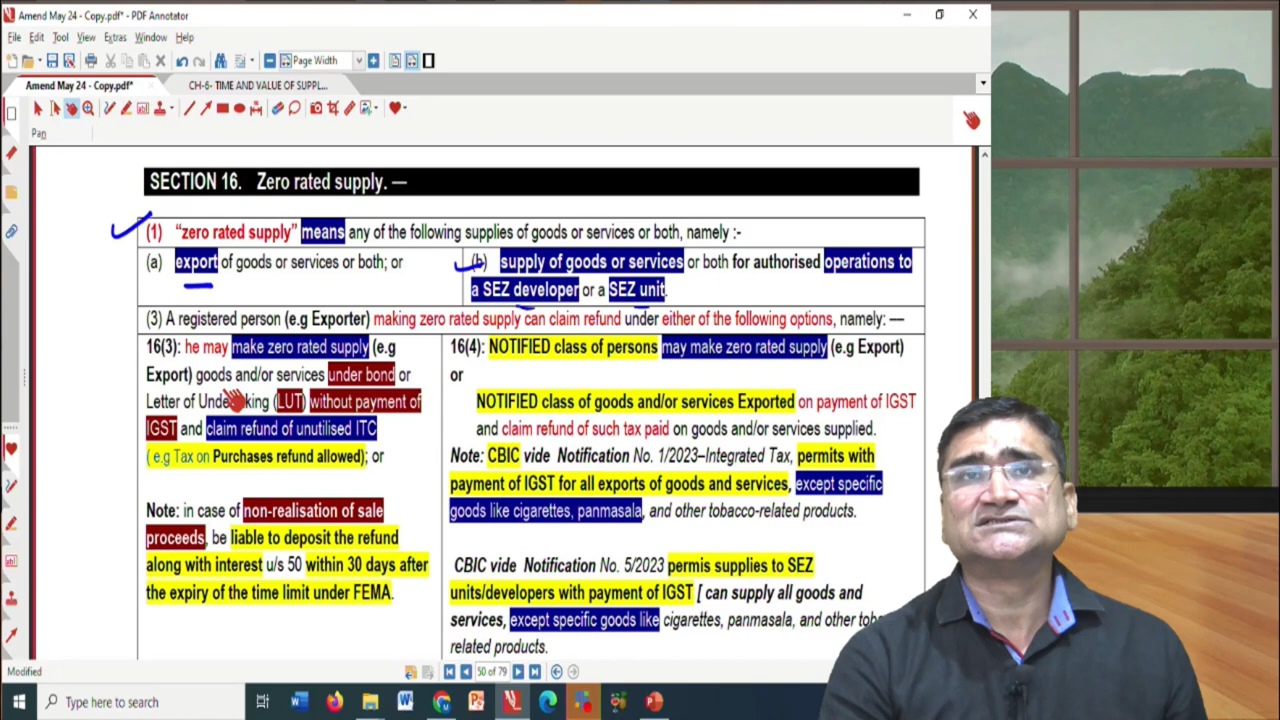 Amend May 24 - Copy.pdf* - PDF Annotator
File Edit Tool View Extras Window Help
Page Width
Amend May 24 - Copy.pdf*
CH-6- TIME AND VALUE OF SUPPL...
Pan
SECTION 16. Zero rated supply. —
(1) “zero rated supply” means any of the following supplies of goods or services or both, namely :-
(a) export of goods or services or both; or
(b) supply of goods or services or both for authorised operations to
a SEZ developer or a SEZ unit.
(3) A registered person (e.g Exporter) making zero rated supply can claim refund under either of the following options, namely: —
16(3): he may make zero rated supply (e.g
Export) goods and/or services under bond or
Letter of (LUT) without payment of
IGST and claim refund of unutilised ITC
( e.g Tax on Purchases refund allowed); or
Note: in case of non-realisation of sale
proceeds, be liable to deposit the refund
along with interest u/s 50 within 30 days after
the expiry of the time limit under FEMA.
16(4): NOTIFIED class of persons may make zero rated supply (e.g Export)
or
NOTIFIED class of goods and/or services Exported on payment of IGST
and claim refund of such tax paid on goods and/or services supplied.
Note: CBIC vide Notification No. 1/2023–Integrated Tax, permits with
payment of IGST for all exports of goods and services, except specific
goods like cigarettes, panmasala, and other tobacco-related products.
CBIC vide Notification No. 5/2023 permis supplies to SEZ
units/developers with payment of IGST [ can supply all goods and
services, except specific goods like cigarettes, panmasala, and other
related products.
Modified
50 of 79
Type here to search